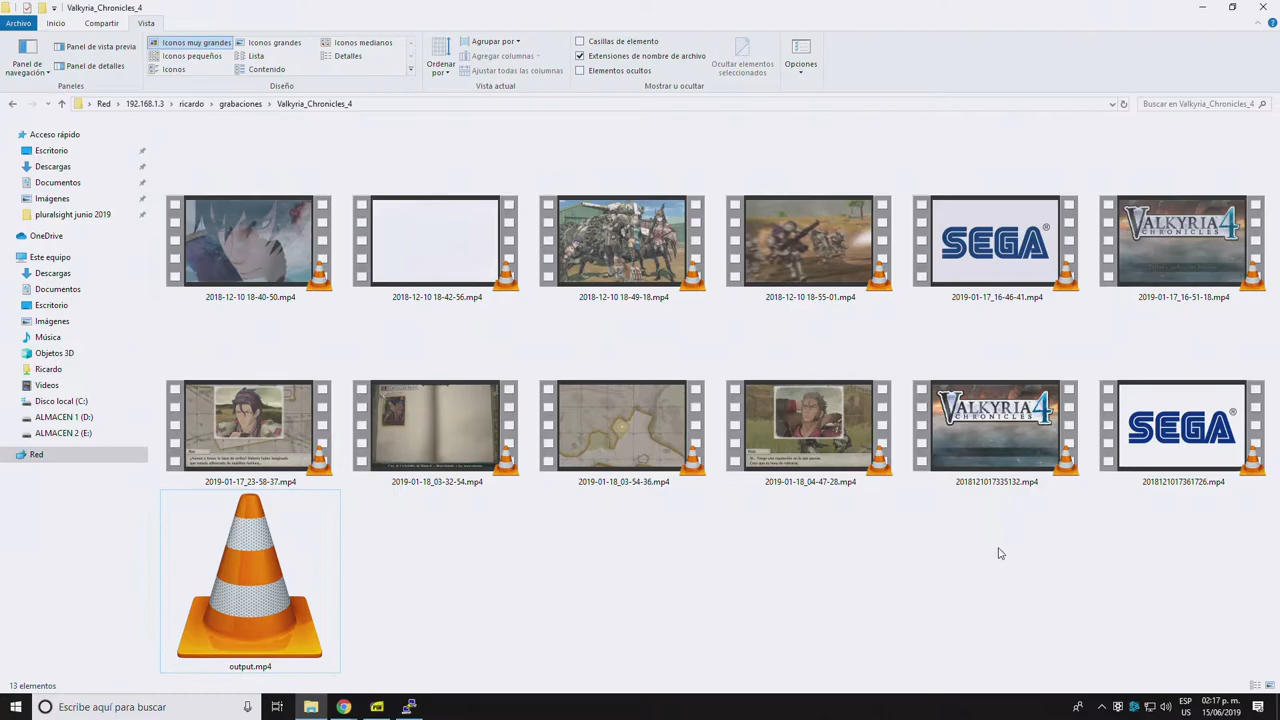 Valkyria_Chronicles_4
Archivo Inicio Compartir Vista
Panel de navegación
Panel de vista previa
Panel de detalles
Paneles
Iconos muy grandes Iconos grandes Iconos medianos
Iconos pequeños Lista Detalles
Iconos Contenido
Diseño
Ordenar por
Agrupar por
Agregar columnas
Ajustar todas las columnas
Vista actual
Casillas de elemento
Extensiones de nombre de archivo
Elementos ocultos
Ocultar elementos seleccionados
Mostrar u ocultar
Opciones
Red > 192.168.1.3 > ricardo > grabaciones > Valkyria_Chronicles_4
Buscar en Valkyria_Chronicles_4
Acceso rápido
Escritorio
Descargas
Documentos
Imágenes
pluralsight junio 2019
OneDrive
Este equipo
Descargas
Documentos
Escritorio
Imágenes
Música
Objetos 3D
Ricardo
Videos
Disco local (C:)
ALMACEN 1 (D:)
ALMACEN 2 (E:)
Red
SEGA®
VALKYRIA CHRONICLES 4
2018-12-10 18-40-50.mp4
2018-12-10 18-42-56.mp4
2018-12-10 18-49-18.mp4
2018-12-10 18-55-01.mp4
2019-01-17_16-46-41.mp4
2019-01-17_16-51-18.mp4
VALKYRIA CHRONICLES 4
SEGA®
2019-01-17_23-58-37.mp4
2019-01-18_03-32-54.mp4
2019-01-18_03-54-36.mp4
2019-01-18_04-47-28.mp4
2018121017335132.mp4
2018121017361726.mp4
output.mp4
13 elementos
Escribe aquí para buscar
ESP
US
02:17 p. m.
15/06/2019